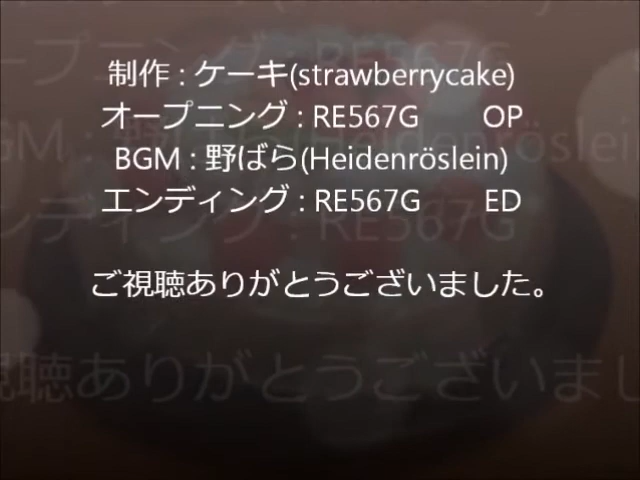 制作 : ケーキ(strawberrycake)
オープニング : RE567G OP
BGM : 野ばら(Heidenröslein)
エンディング : RE567G ED
ご視聴ありがとうございました。